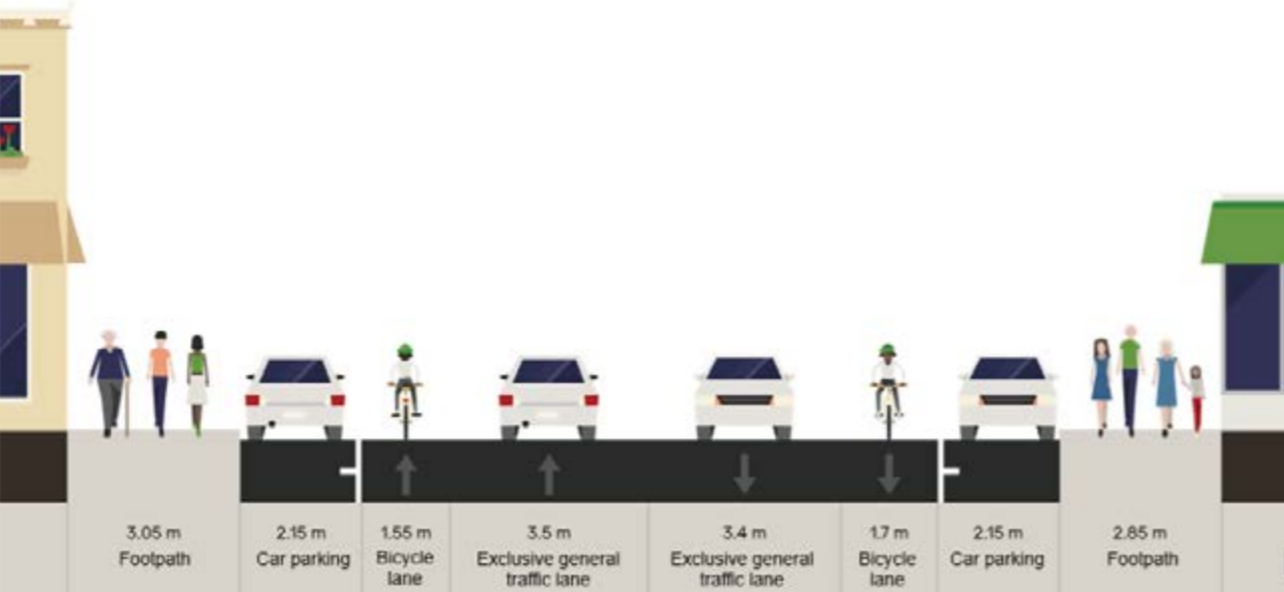 3.05 m
Footpath
2.15 m
Car parking
1.55 m
Bicycle
lane
3.5 m
Exclusive general
traffic lane
3.4 m
Exclusive general
traffic lane
1.7 m
Bicycle
lane
2.15 m
Car parking
2.85 m
Footpath